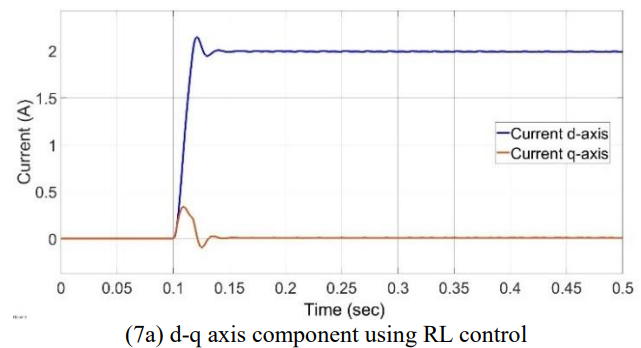 2
1.5
1
0.5
0
Current (A)
Current d-axis
Current q-axis
0 0.05 0.1 0.15 0.2 0.25 0.3 0.35 0.4 0.45 0.5
Time (sec)
(7a) d-q axis component using RL control